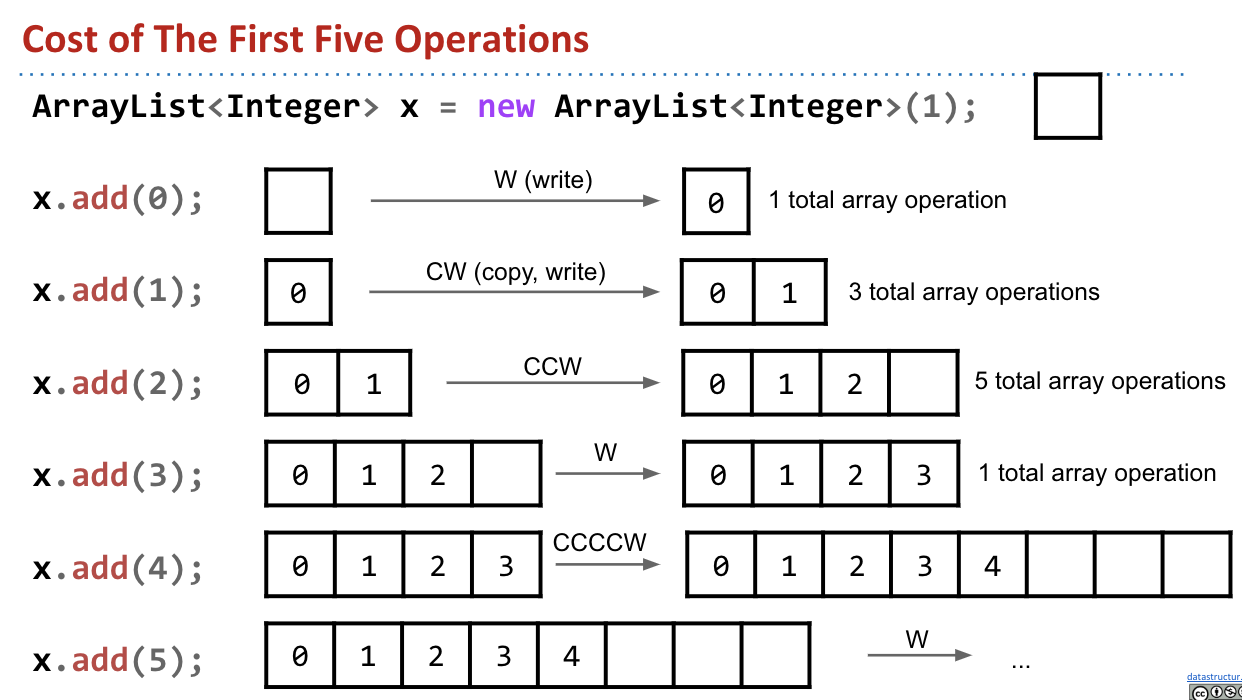 Cost of The First Five Operations
ArrayList<Integer> x = new ArrayList<Integer>(1);
x.add(0); W (write) 0 1 total array operation
x.add(1); 0 CW (copy, write) 0 1 3 total array operations
x.add(2); 0 1 CCW 0 1 2 5 total array operations
x.add(3); 0 1 2 W 0 1 2 3 1 total array operation
x.add(4); 0 1 2 3 CCCCW 0 1 2 3 4
x.add(5); 0 1 2 3 4 W ...
datastructur.
cc